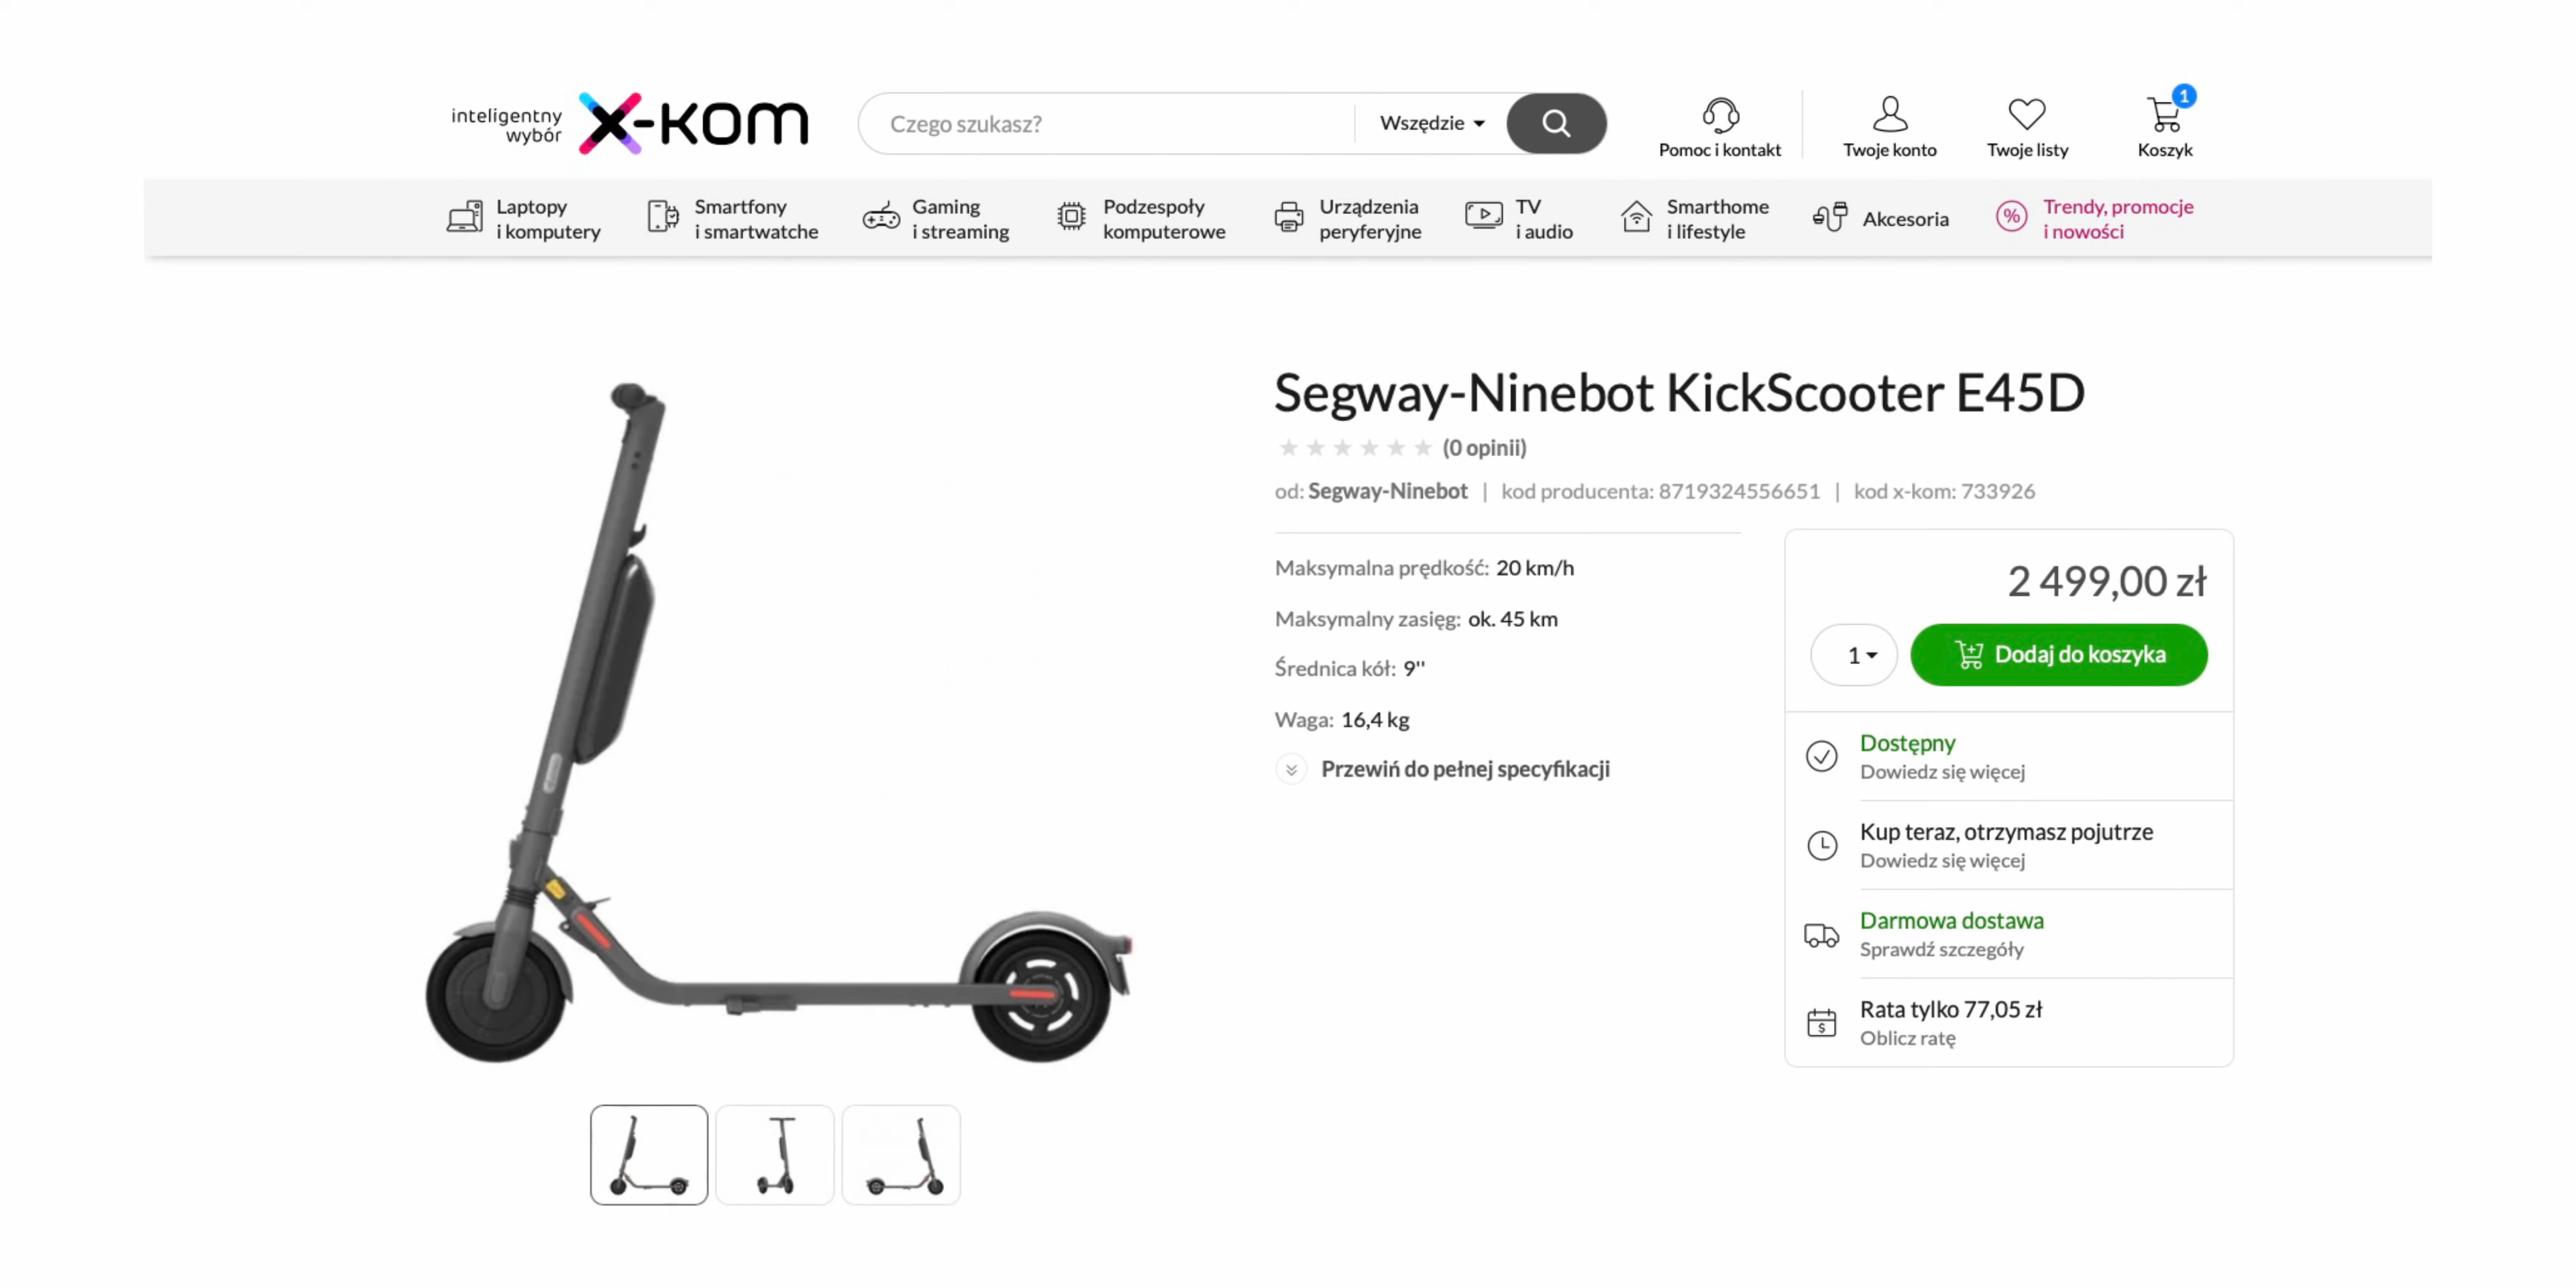 inteligentny
wybór
x-kom
Czego szukasz?
Wszędzie
Pomoc i kontakt
Twoje konto
Twoje listy
1
Koszyk
Laptopy
i komputery
Smartfony
i smartwatche
Gaming
i streaming
Podzespoły
komputerowe
Urządzenia
peryferyjne
TV
i audio
Smarthome
i lifestyle
Akcesoria
%
Trendy, promocje
i nowości
Segway-Ninebot KickScooter E45D
(0 opinii)
od: Segway-Ninebot | kod producenta: 8719324556651 | kod x-kom: 733926
Maksymalna prędkość: 20 km/h
Maksymalny zasięg: ok. 45 km
Średnica kół: 9''
Waga: 16,4 kg
Przewiń do pełnej specyfikacji
2 499,00 zł
1
Dodaj do koszyka
Dostępny
Dowiedz się więcej
Kup teraz, otrzymasz pojutrze
Dowiedz się więcej
Darmowa dostawa
Sprawdź szczegóły
Rata tylko 77,05 zł
Oblicz ratę